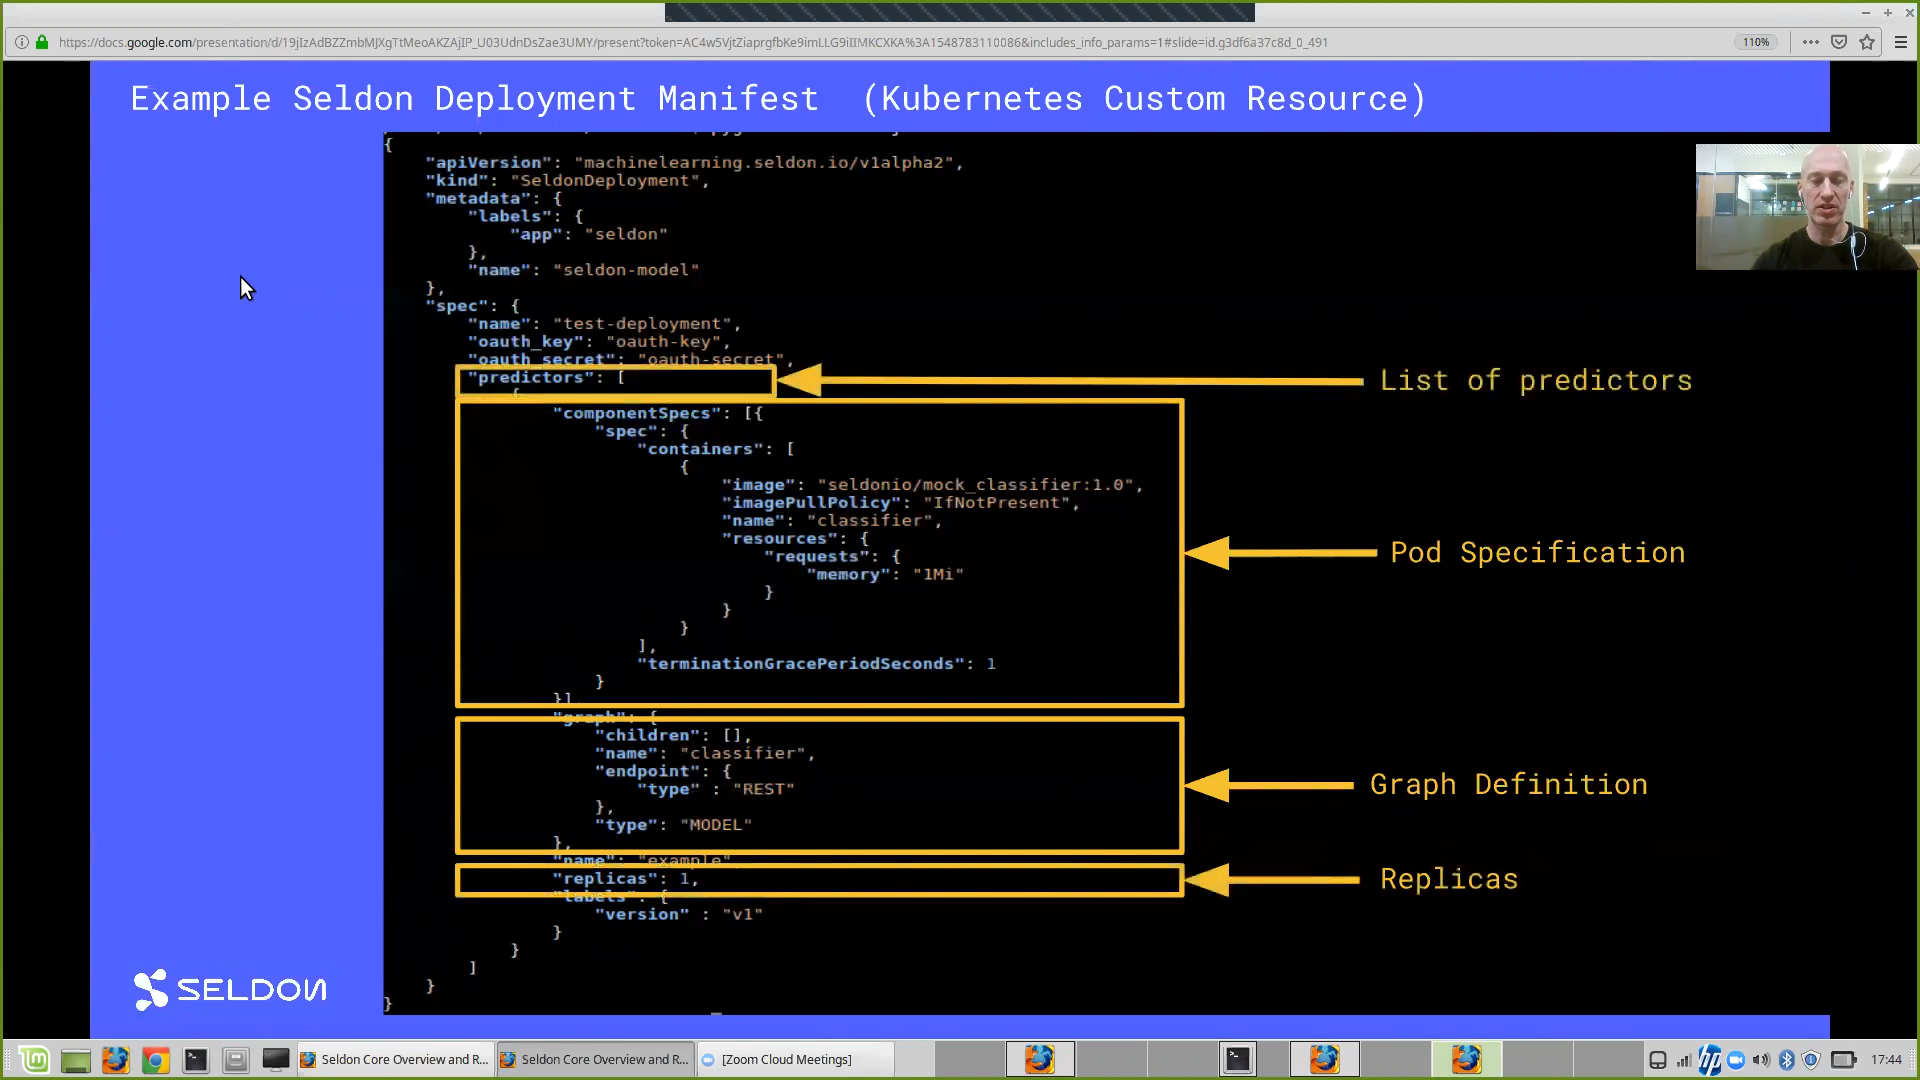 https://docs.google.com/presentation/d/19jIzAdBZZmbMJXgTtMeoAKZAjIP_U03UdnDsZae3UMY/present?token=AC4w5VjtZiaprgfbKe9imLLG9iIIMKCXKA%3A1548783110086&includes_info_params=1#slide=id.g3df6a37c8d_0_491
110%
Example Seldon Deployment Manifest (Kubernetes Custom Resource)
{
"apiVersion": "machinelearning.seldon.io/v1alpha2",
"kind": "SeldonDeployment",
"metadata": {
"labels": {
"app": "seldon"
},
"name": "seldon-model"
},
"spec": {
"name": "test-deployment",
"oauth_key": "oauth-key",
"oauth_secret": "oauth-secret",
"predictors": [
List of predictors
{
"componentSpecs": [{
"spec": {
"containers": [
{
"image": "seldonio/mock_classifier:1.0",
"imagePullPolicy": "IfNotPresent",
"name": "classifier",
"resources": {
"requests": {
"memory": "1Mi"
}
}
}
],
"terminationGracePeriodSeconds": 1
}
}]
Pod Specification
"graph": {
"children": [],
"name": "classifier",
"endpoint": {
"type" : "REST"
},
"type": "MODEL"
},
Graph Definition
"name": "example"
"replicas": 1,
Replicas
"labels": {
"version" : "v1"
}
}
]
}
}
SELDON
Seldon Core Overview and R...
Seldon Core Overview and R...
[Zoom Cloud Meetings]
17:44